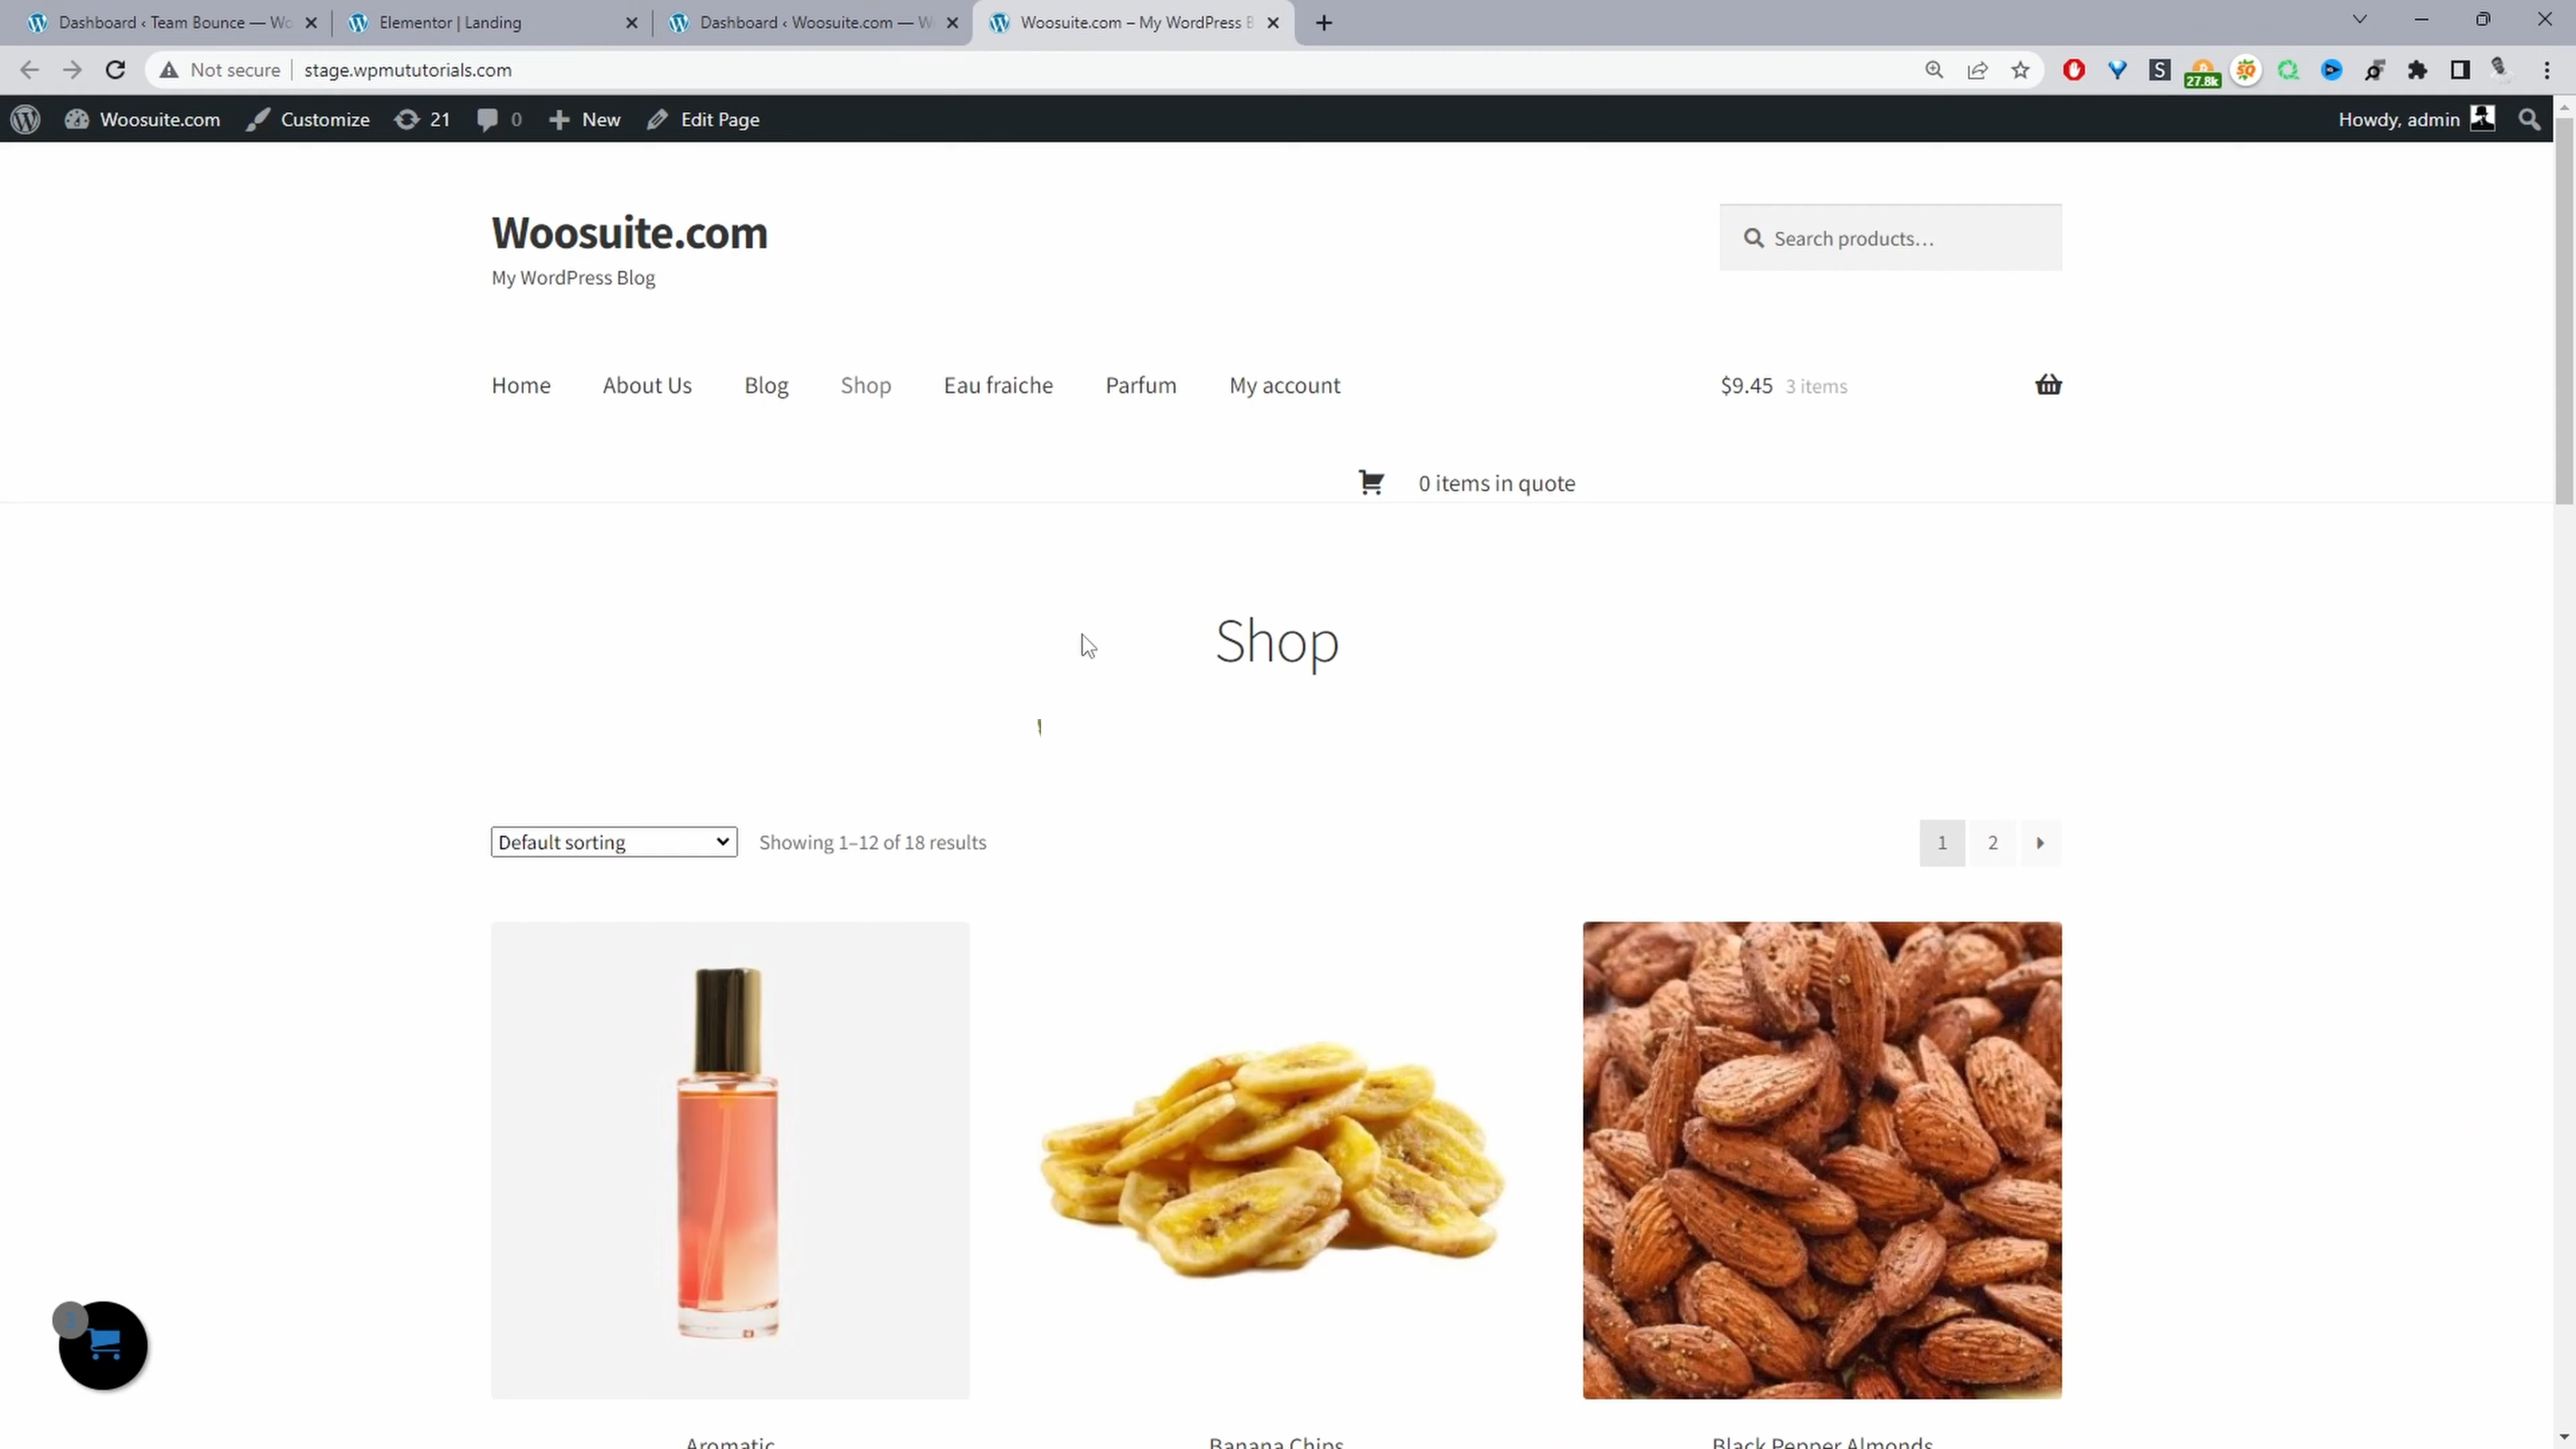 Dashboard ‹ Team Bounce — Wo
Elementor | Landing
Dashboard ‹ Woosuite.com — W
Woosuite.com – My WordPress B
Not secure
stage.wpmututorials.com
S
27.8k
SQ
Woosuite.com
Customize
21
0
New
Edit Page
Howdy, admin
Woosuite.com
My WordPress Blog
Search products…
Home
About Us
Blog
Shop
Eau fraiche
Parfum
My account
$9.45 3 items
0 items in quote
Shop
Default sorting
Showing 1–12 of 18 results
1
2
3
Aromatic
Banana Chips
Black Pepper Almonds